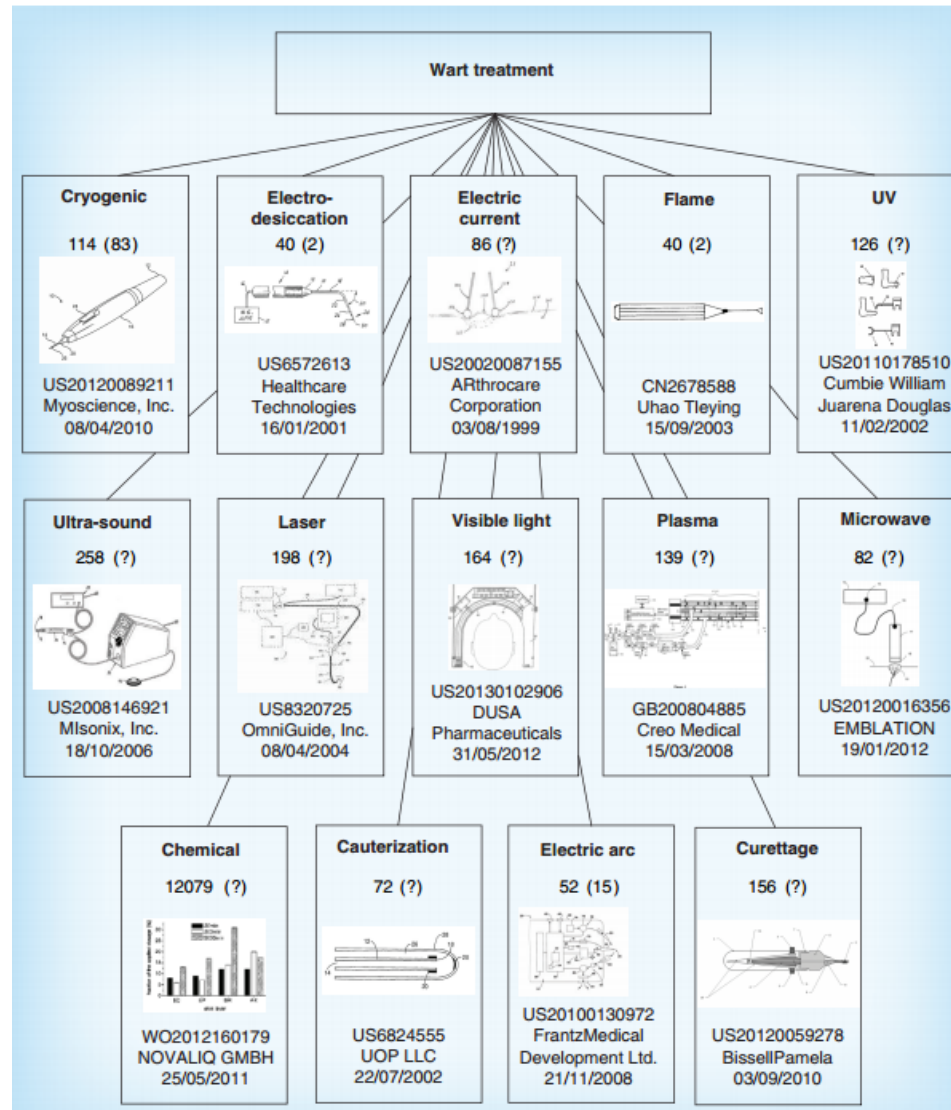 Wart treatment
Cryogenic
114 (83)
US20120089211
Myoscience, Inc.
08/04/2010
Electro-
desiccation
40 (2)
US6572613
Healthcare
Technologies
16/01/2001
Electric
current
86 (?)
US20020087155
ARthrocare
Corporation
03/08/1999
Flame
40 (2)
CN2678588
Uhao Tleying
15/09/2003
UV
126 (?)
US20110178510
Cumbie William
Juarena Douglas
11/02/2002
Ultra-sound
258 (?)
US2008146921
MIsonix, Inc.
18/10/2006
Laser
198 (?)
US8320725
OmniGuide, Inc.
08/04/2004
Visible light
164 (?)
US20130102906
DUSA
Pharmaceuticals
31/05/2012
Plasma
139 (?)
GB200804885
Creo Medical
15/03/2008
Microwave
82 (?)
US20120016356
EMBLATION
19/01/2012
Chemical
12079 (?)
WO2012160179
NOVALIQ GMBH
25/05/2011
Cauterization
72 (?)
US6824555
UOP LLC
22/07/2002
Electric arc
52 (15)
US20100130972
FrantzMedical
Development Ltd.
21/11/2008
Curettage
156 (?)
US20120059278
BissellPamela
03/09/2010